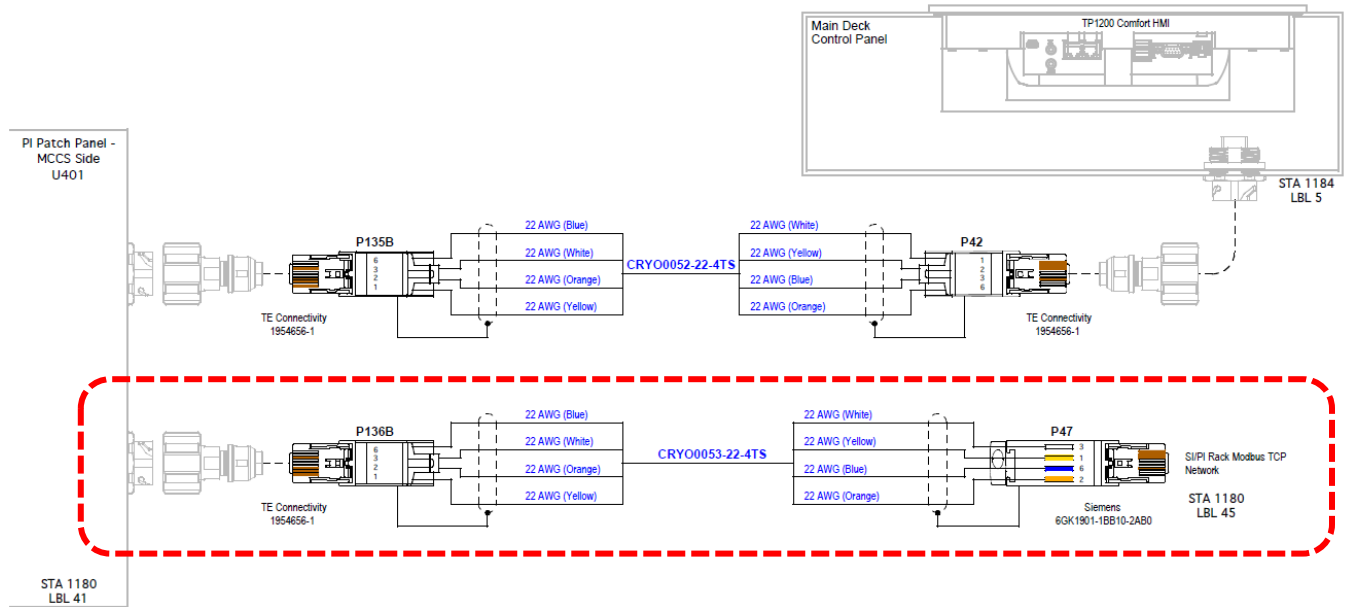 Main Deck
Control Panel
TP1200 Comfort HMI
PI Patch Panel -
MCCS Side
U401
STA 1184
LBL 5
P135B
6
3
2
1
TE Connectivity
1954656-1
22 AWG (Blue)
22 AWG (White)
22 AWG (Orange)
22 AWG (Yellow)
CRYO0052-22-4TS
22 AWG (White)
22 AWG (Yellow)
22 AWG (Blue)
22 AWG (Orange)
P42
1
2
3
6
TE Connectivity
1954656-1
P136B
6
3
2
1
TE Connectivity
1954656-1
22 AWG (Blue)
22 AWG (White)
22 AWG (Orange)
22 AWG (Yellow)
CRYO0053-22-4TS
22 AWG (White)
22 AWG (Yellow)
22 AWG (Blue)
22 AWG (Orange)
P47
3
1
6
2
Siemens
6GK1901-1BB10-2AB0
SI/PI Rack Modbus TCP
Network
STA 1180
LBL 45
STA 1180
LBL 41